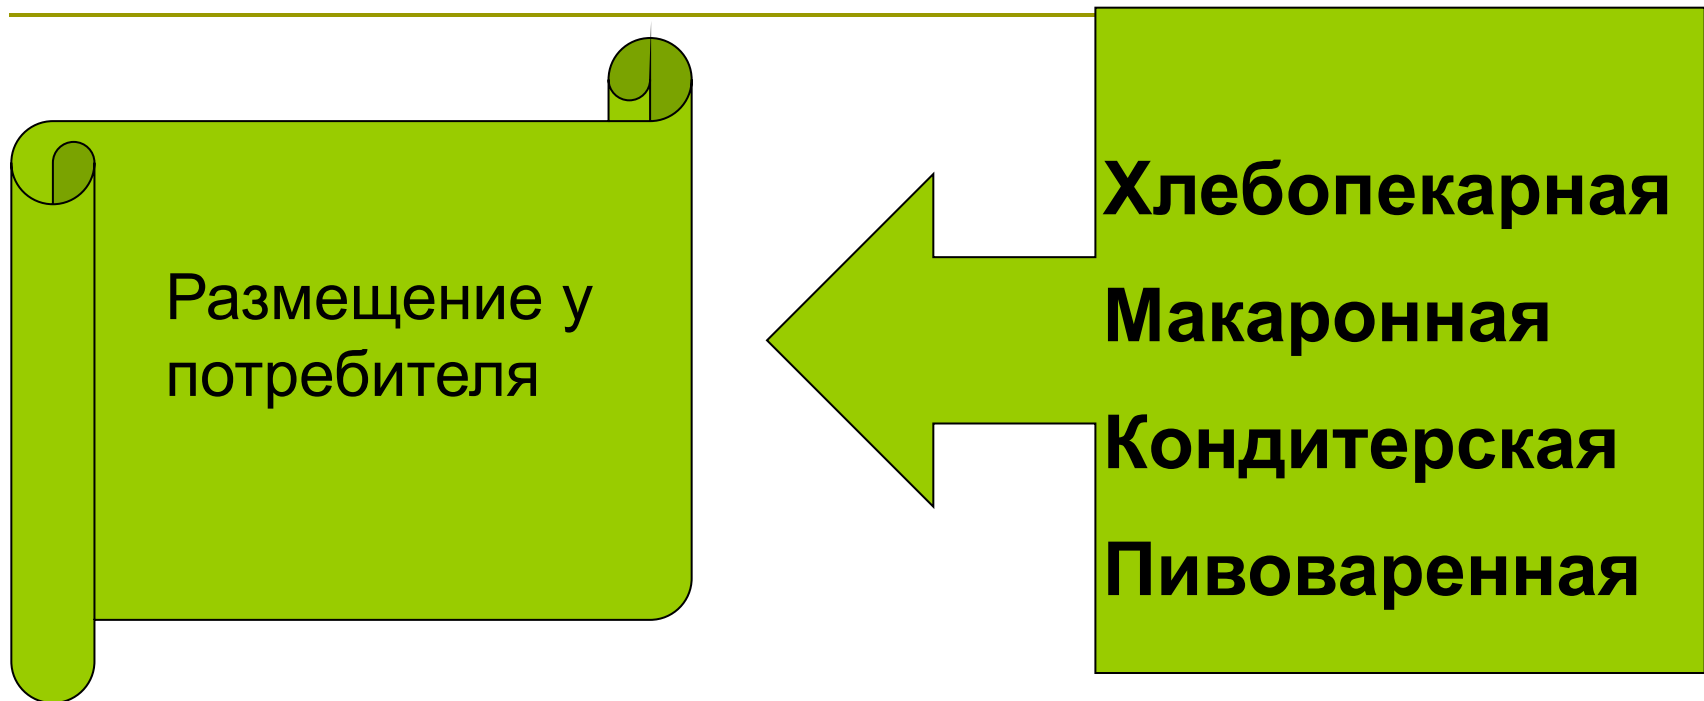 Размещение у
потребителя
Хлебопекарная
Макаронная
Кондитерская
Пивоваренная